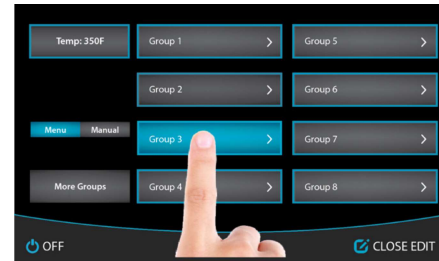 Temp: 350F
Group 1
Group 5
Group 2
Group 6
Menu Manual
Group 3
Group 7
More Groups
Group 4
Group 8
OFF
CLOSE EDIT